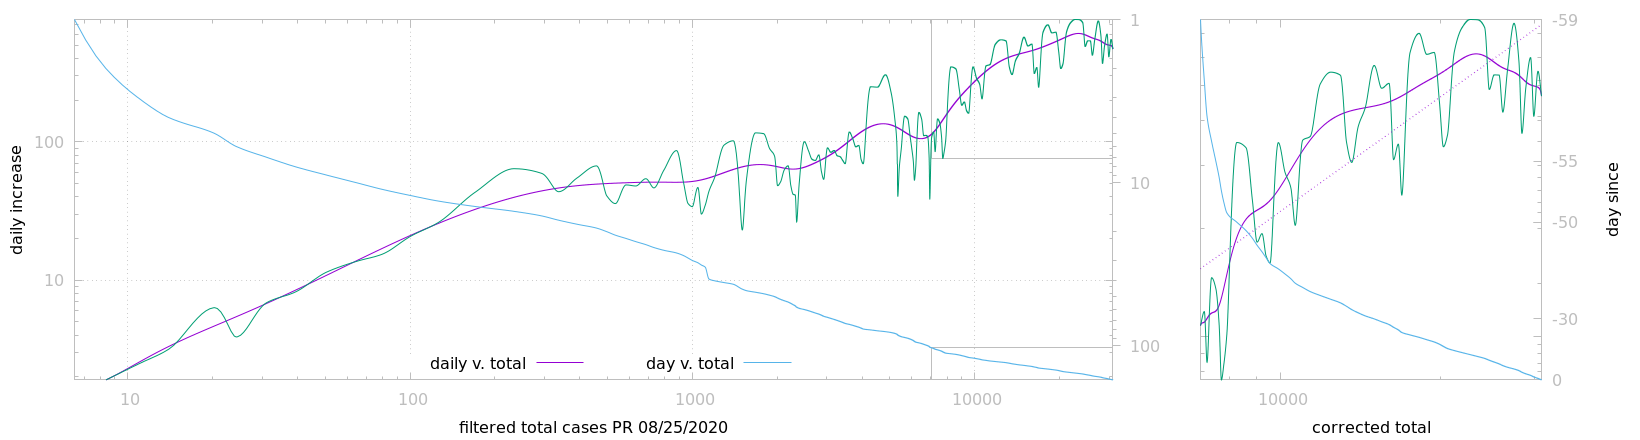 1
-59
100
10
-55
-50
daily increase
day since
10
-30
daily v. total
day v. total
100
0
10
100
1000
10000
10000
filtered total cases PR 08/25/2020
corrected total